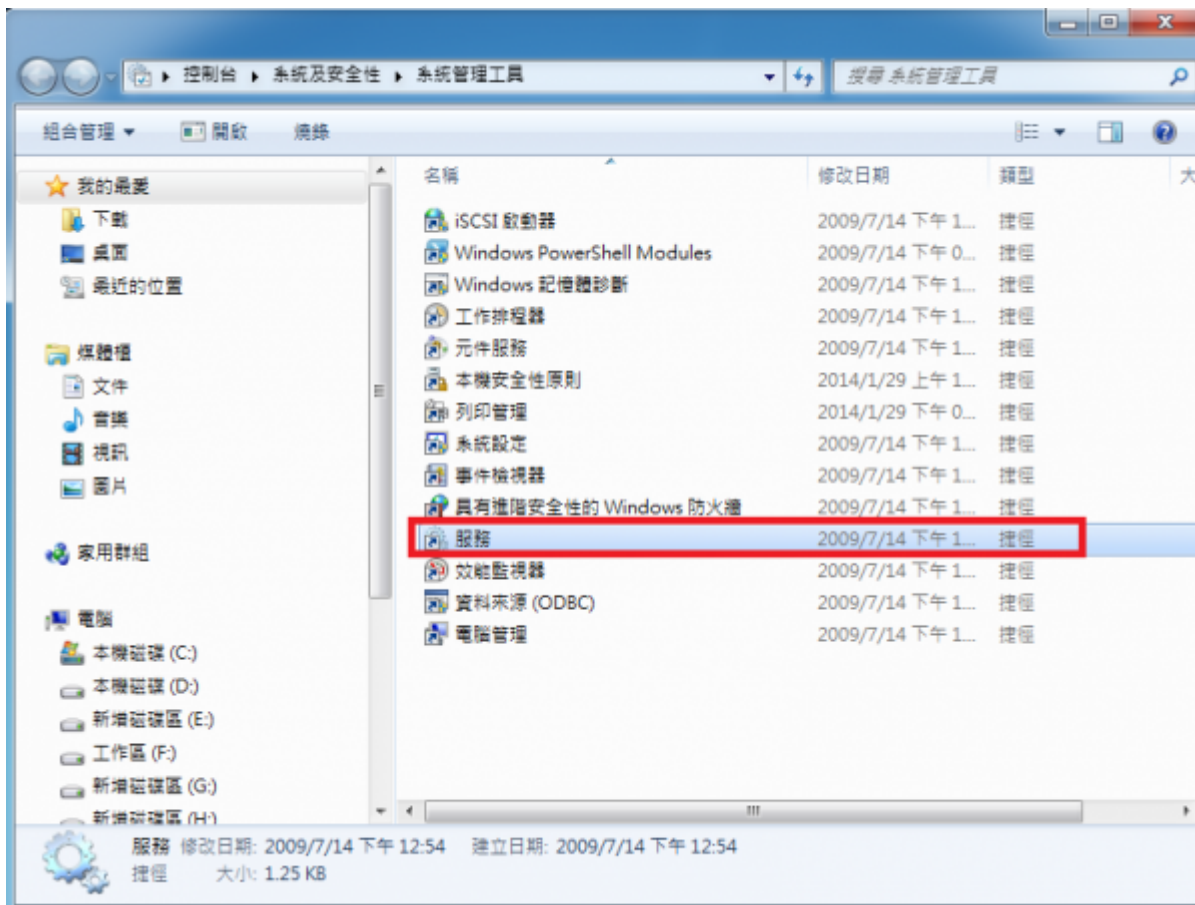 控制台 ▸ 系統及安全性 ▸ 系統管理工具
搜尋 系統管理工具
組合管理 開啟 燒錄
我的最愛
下載
桌面
最近的位置
媒體櫃
文件
音樂
視訊
圖片
家用群組
電腦
本機磁碟 (C:)
本機磁碟 (D:)
新增磁碟區 (E:)
工作區 (F:)
新增磁碟區 (G:)
新增磁碟區 (H:)
名稱 修改日期 類型 大
iSCSI 啟動器 2009/7/14 下午 1... 捷徑
Windows PowerShell Modules 2009/7/14 下午 0... 捷徑
Windows 記憶體診斷 2009/7/14 下午 1... 捷徑
工作排程器 2009/7/14 下午 1... 捷徑
元件服務 2009/7/14 下午 1... 捷徑
本機安全性原則 2014/1/29 上午 1... 捷徑
列印管理 2014/1/29 下午 0... 捷徑
系統設定 2009/7/14 下午 1... 捷徑
事件檢視器 2009/7/14 下午 1... 捷徑
具有進階安全性的 Windows 防火牆 2009/7/14 下午 1... 捷徑
服務 2009/7/14 下午 1... 捷徑
效能監視器 2009/7/14 下午 1... 捷徑
資料來源 (ODBC) 2009/7/14 下午 1... 捷徑
電腦管理 2009/7/14 下午 1... 捷徑
服務 修改日期: 2009/7/14 下午 12:54 建立日期: 2009/7/14 下午 12:54
捷徑 大小: 1.25 KB